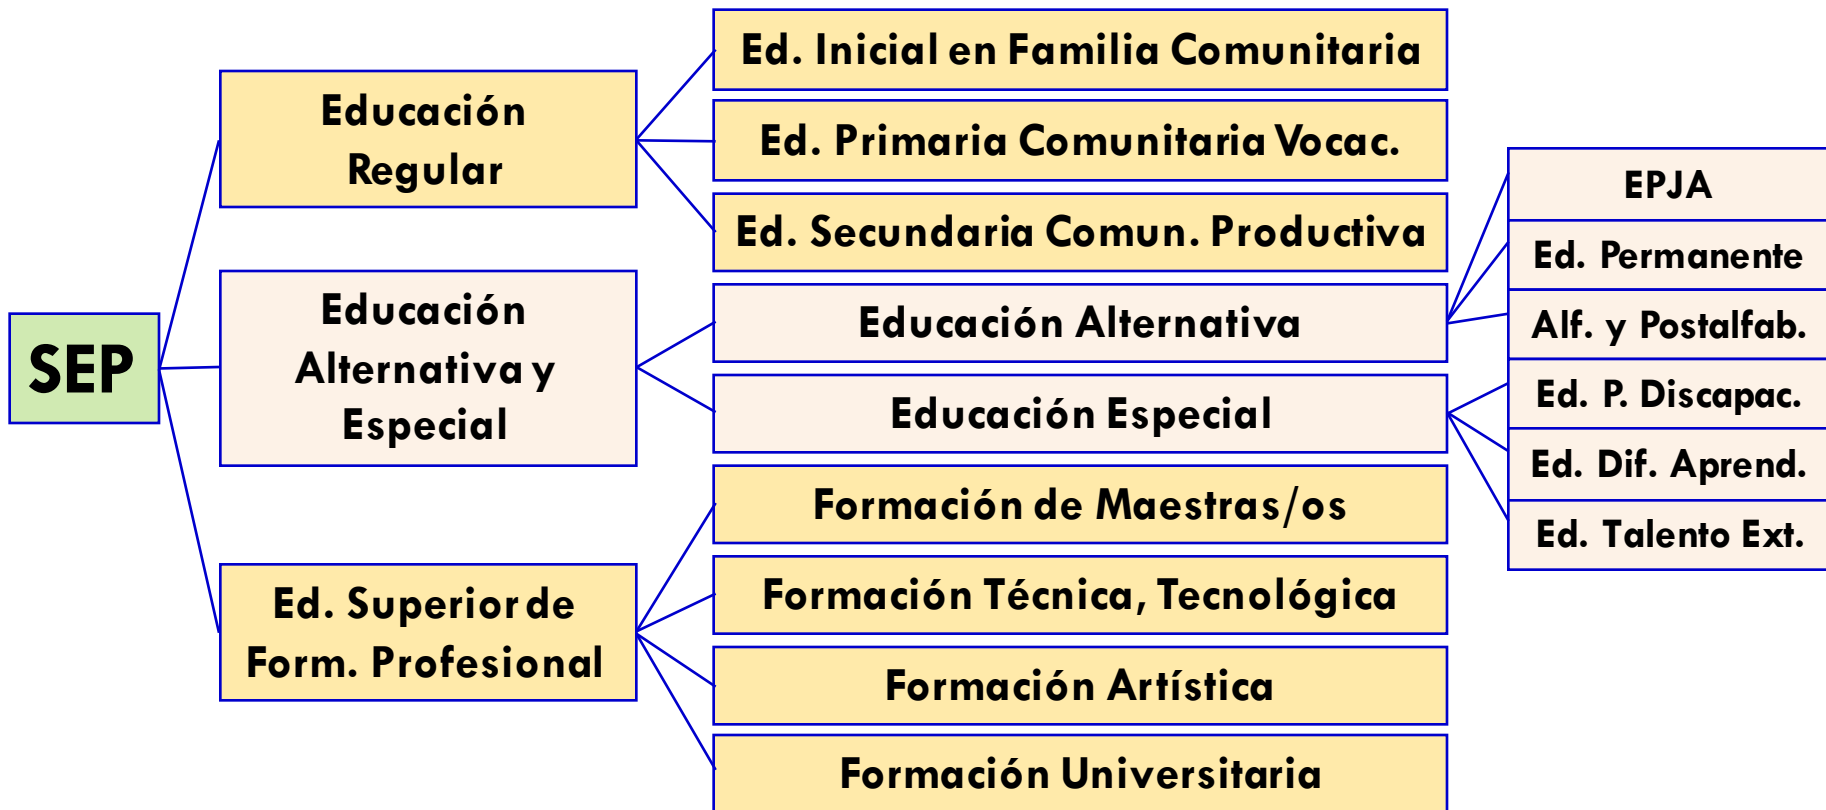 SEP
Educación
Regular
Educación
Alternativa y
Especial
Ed. Superior de
Form. Profesional
Ed. Inicial en Familia Comunitaria
Ed. Primaria Comunitaria Vocac.
Ed. Secundaria Comun. Productiva
Educación Alternativa
Educación Especial
Formación de Maestras/os
Formación Técnica, Tecnológica
Formación Artística
Formación Universitaria
EPJA
Ed. Permanente
Alf. y Postalfab.
Ed. P. Discapac.
Ed. Dif. Aprend.
Ed. Talento Ext.